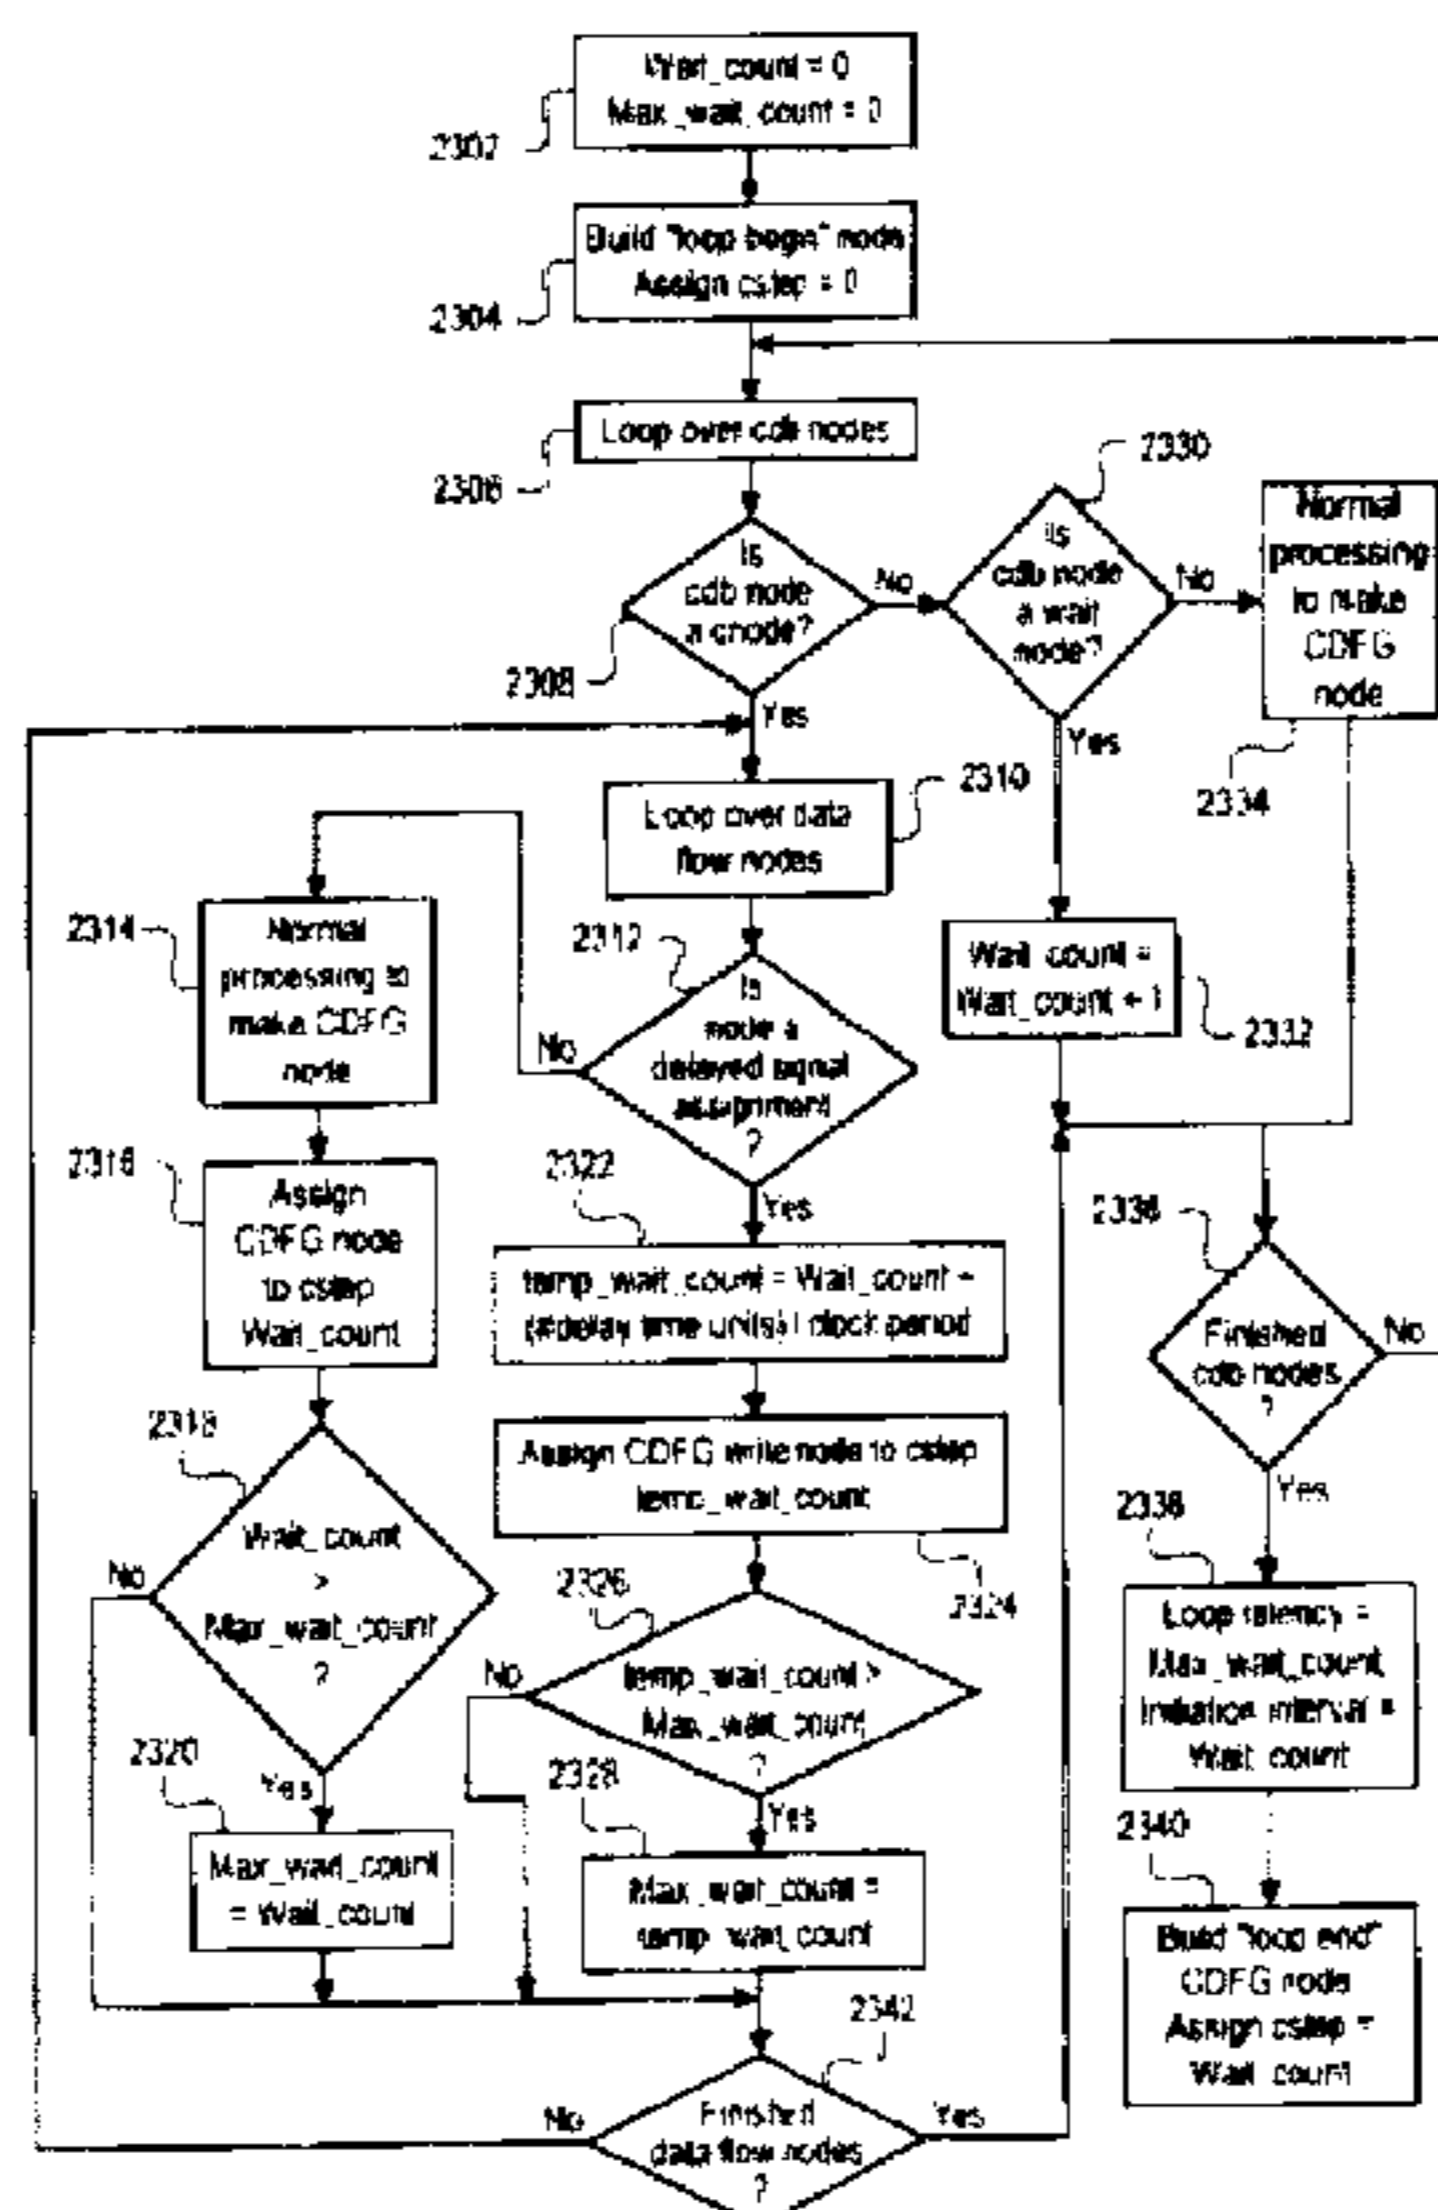 Wait_count = 0
Max_wait_count = 0
2302
Build "loop begin" node
Assign cstep = 0
2304
Loop over cdb nodes
2306
2330
Is
cdb node
a cnode?
No
2308
Yes
Is
cdb node
a wait
node?
No
Yes
Normal
processing
to make
CDFG
node
2334
Loop over data
flow nodes
2310
2314
Normal
processing to
make CDFG
node
2312
Is
node a
delayed signal
assignment
?
No
Yes
Wait_count =
Wait_count + 1
2332
2316
Assign
CDFG node
to cstep
Wait_count
2322
temp_wait_count = Wait_count +
(#delay time units) / clock period
2336
Finished
cdb nodes
?
No
Yes
2318
Wait_count
>
Max_wait_count
?
No
Yes
Assign CDFG write node to cstep
temp_wait_count
2324
2326
temp_wait_count >
Max_wait_count
?
No
Yes
2338
Loop latency =
Max_wait_count
Initiation interval =
Wait_count
2320
Max_wait_count
= Wait_count
2328
Max_wait_count =
temp_wait_count
2340
Build "loop end"
CDFG node
Assign cstep =
Wait_count
2342
Finished
data flow nodes
?
No
Yes